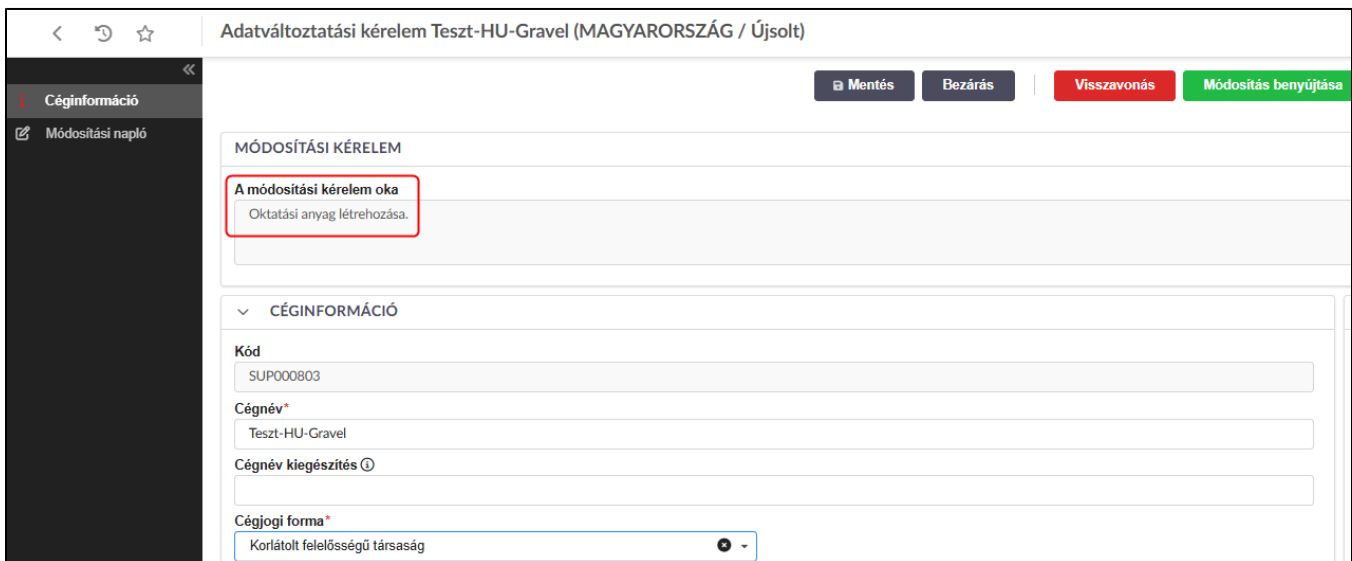 Adatváltoztatási kérelem Teszt-HU-Gravel (MAGYARORSZÁG / Újsolt)
Mentés Bezárás Visszavonás Módosítás benyújtása
Céginformáció
Módosítási napló
MÓDOSÍTÁSI KÉRELEM
A módosítási kérelem oka
Oktatási anyag létrehozása.
CÉGINFORMÁCIÓ
Kód
SUP000803
Cégnév*
Teszt-HU-Gravel
Cégnév kiegészítés
Cégjogi forma*
Korlátolt felelősségű társaság